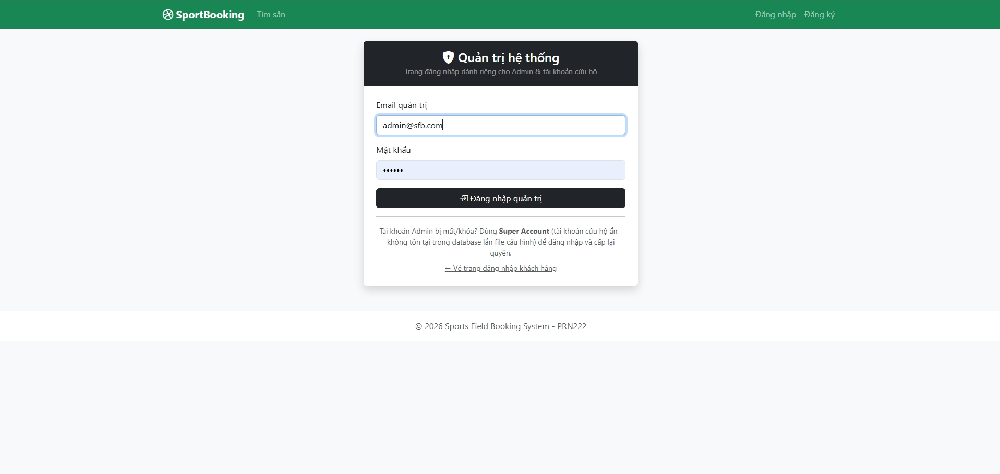 SportBooking Tìm sân Đăng nhập Đăng ký
Quản trị hệ thống
Trang đăng nhập dành riêng cho Admin & tài khoản cứu hộ
Email quản trị
admin@sfb.com
Mật khẩu
••••••
Đăng nhập quản trị
Tài khoản Admin bị mất/khóa? Dùng Super Account (tài khoản cứu hộ ẩn -
không tồn tại trong database lẫn file cấu hình) để đăng nhập và cấp lại
quyền.
← Về trang đăng nhập khách hàng
© 2026 Sports Field Booking System - PRN222